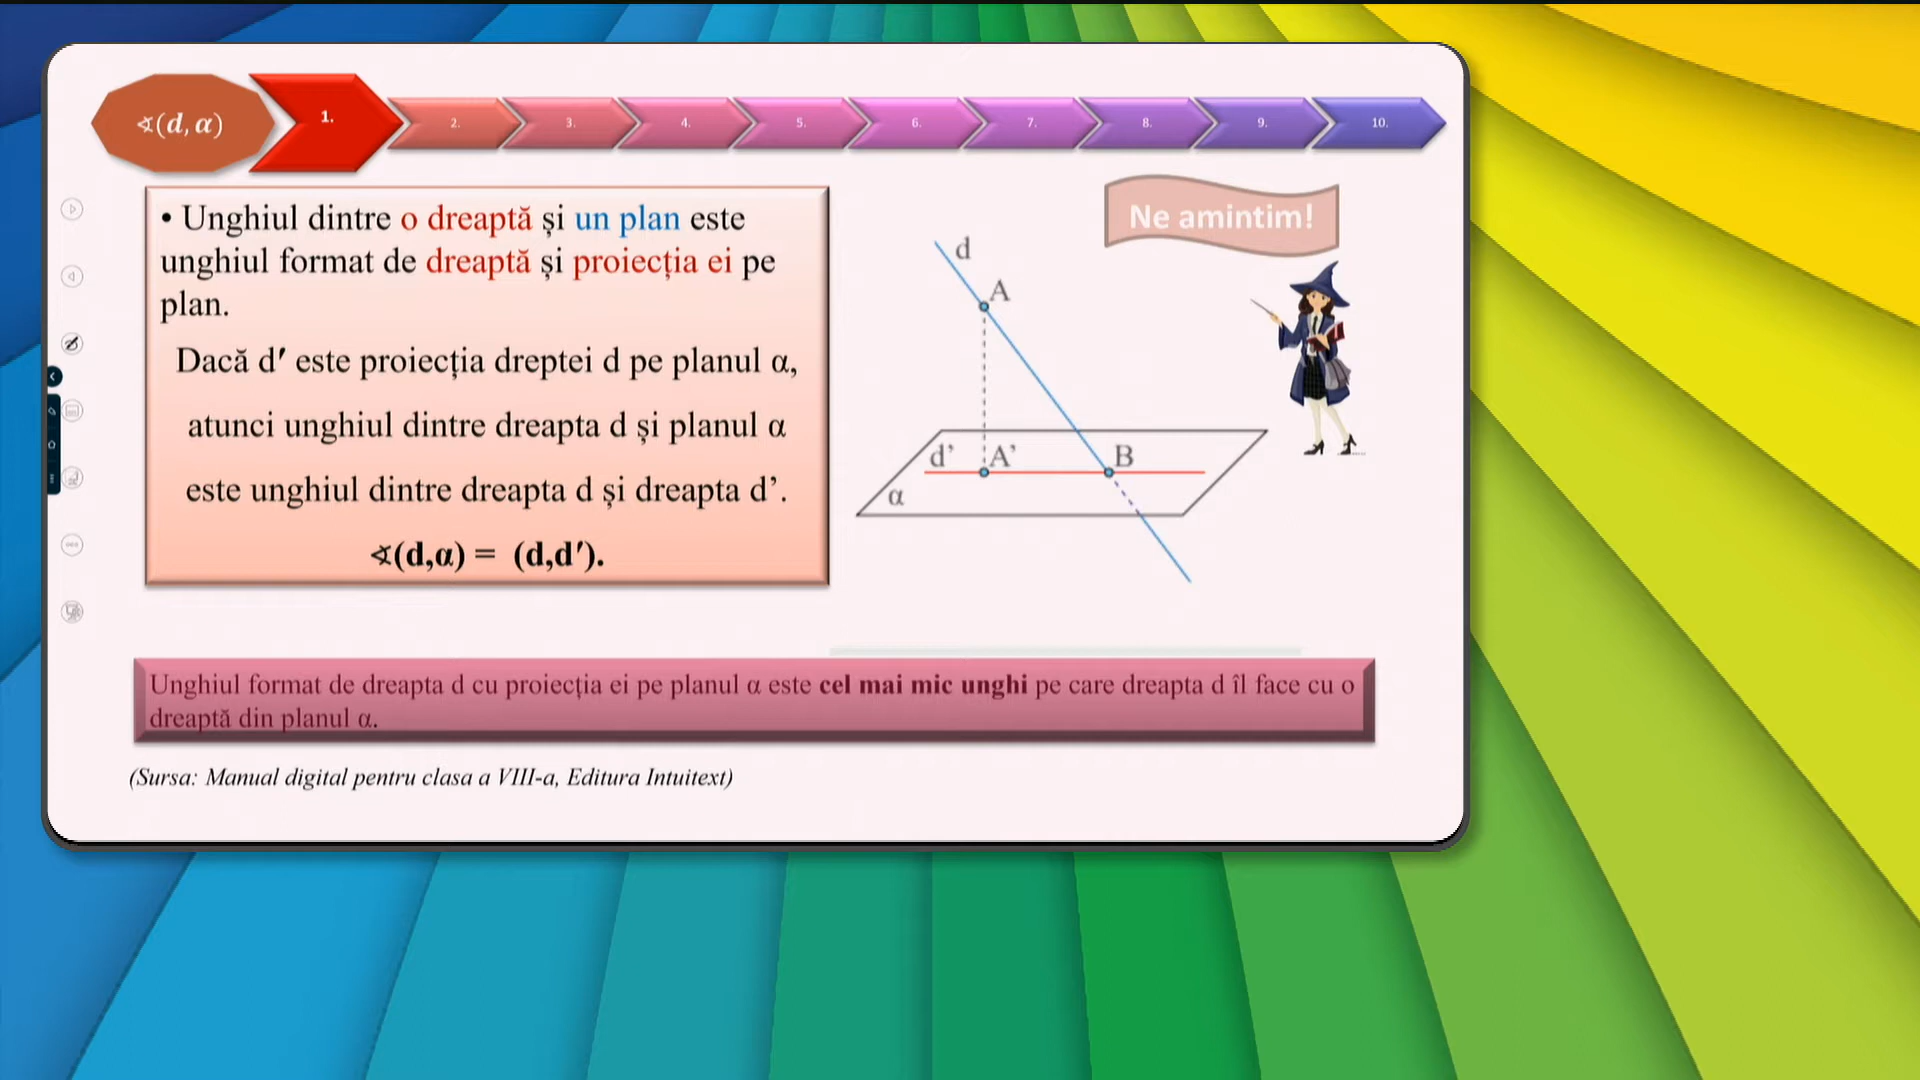 ∢(d, α)
1.
2.
3.
4.
5.
6.
7.
8.
9.
10.
• Unghiul dintre o dreaptă și un plan este
unghiul format de dreaptă și proiecția ei pe
plan.
Dacă d′ este proiecția dreptei d pe planul α,
atunci unghiul dintre dreapta d și planul α
este unghiul dintre dreapta d și dreapta d’.
∢(d,α) = (d,d′).
Ne amintim!
d
A
d’
A’
B
α
Unghiul format de dreapta d cu proiecția ei pe planul α este cel mai mic unghi pe care dreapta d îl face cu o
dreaptă din planul α.
(Sursa: Manual digital pentru clasa a VIII-a, Editura Intuitext)